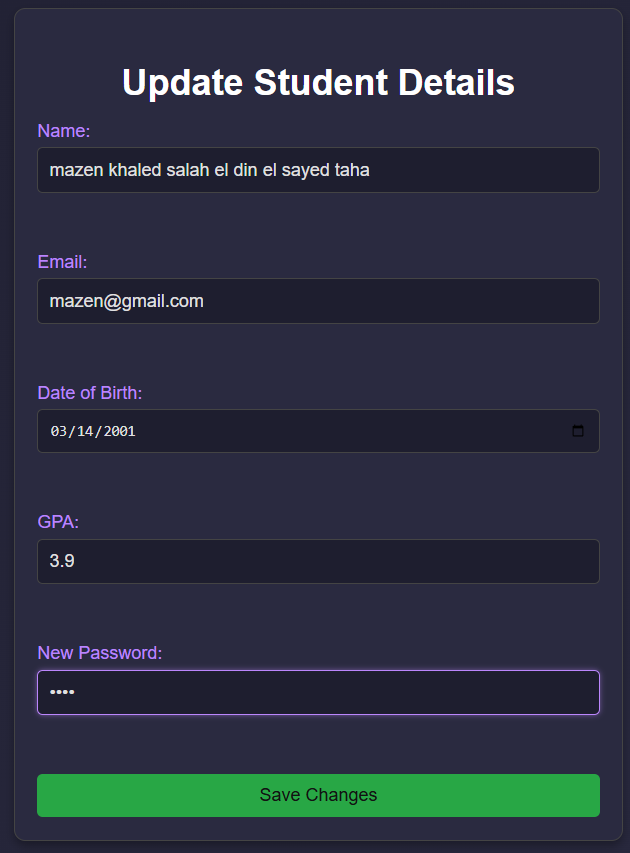 Update Student Details
Name:
mazen khaled salah el din el sayed taha
Email:
mazen@gmail.com
Date of Birth:
03/14/2001
GPA:
3.9
New Password:
••••
Save Changes